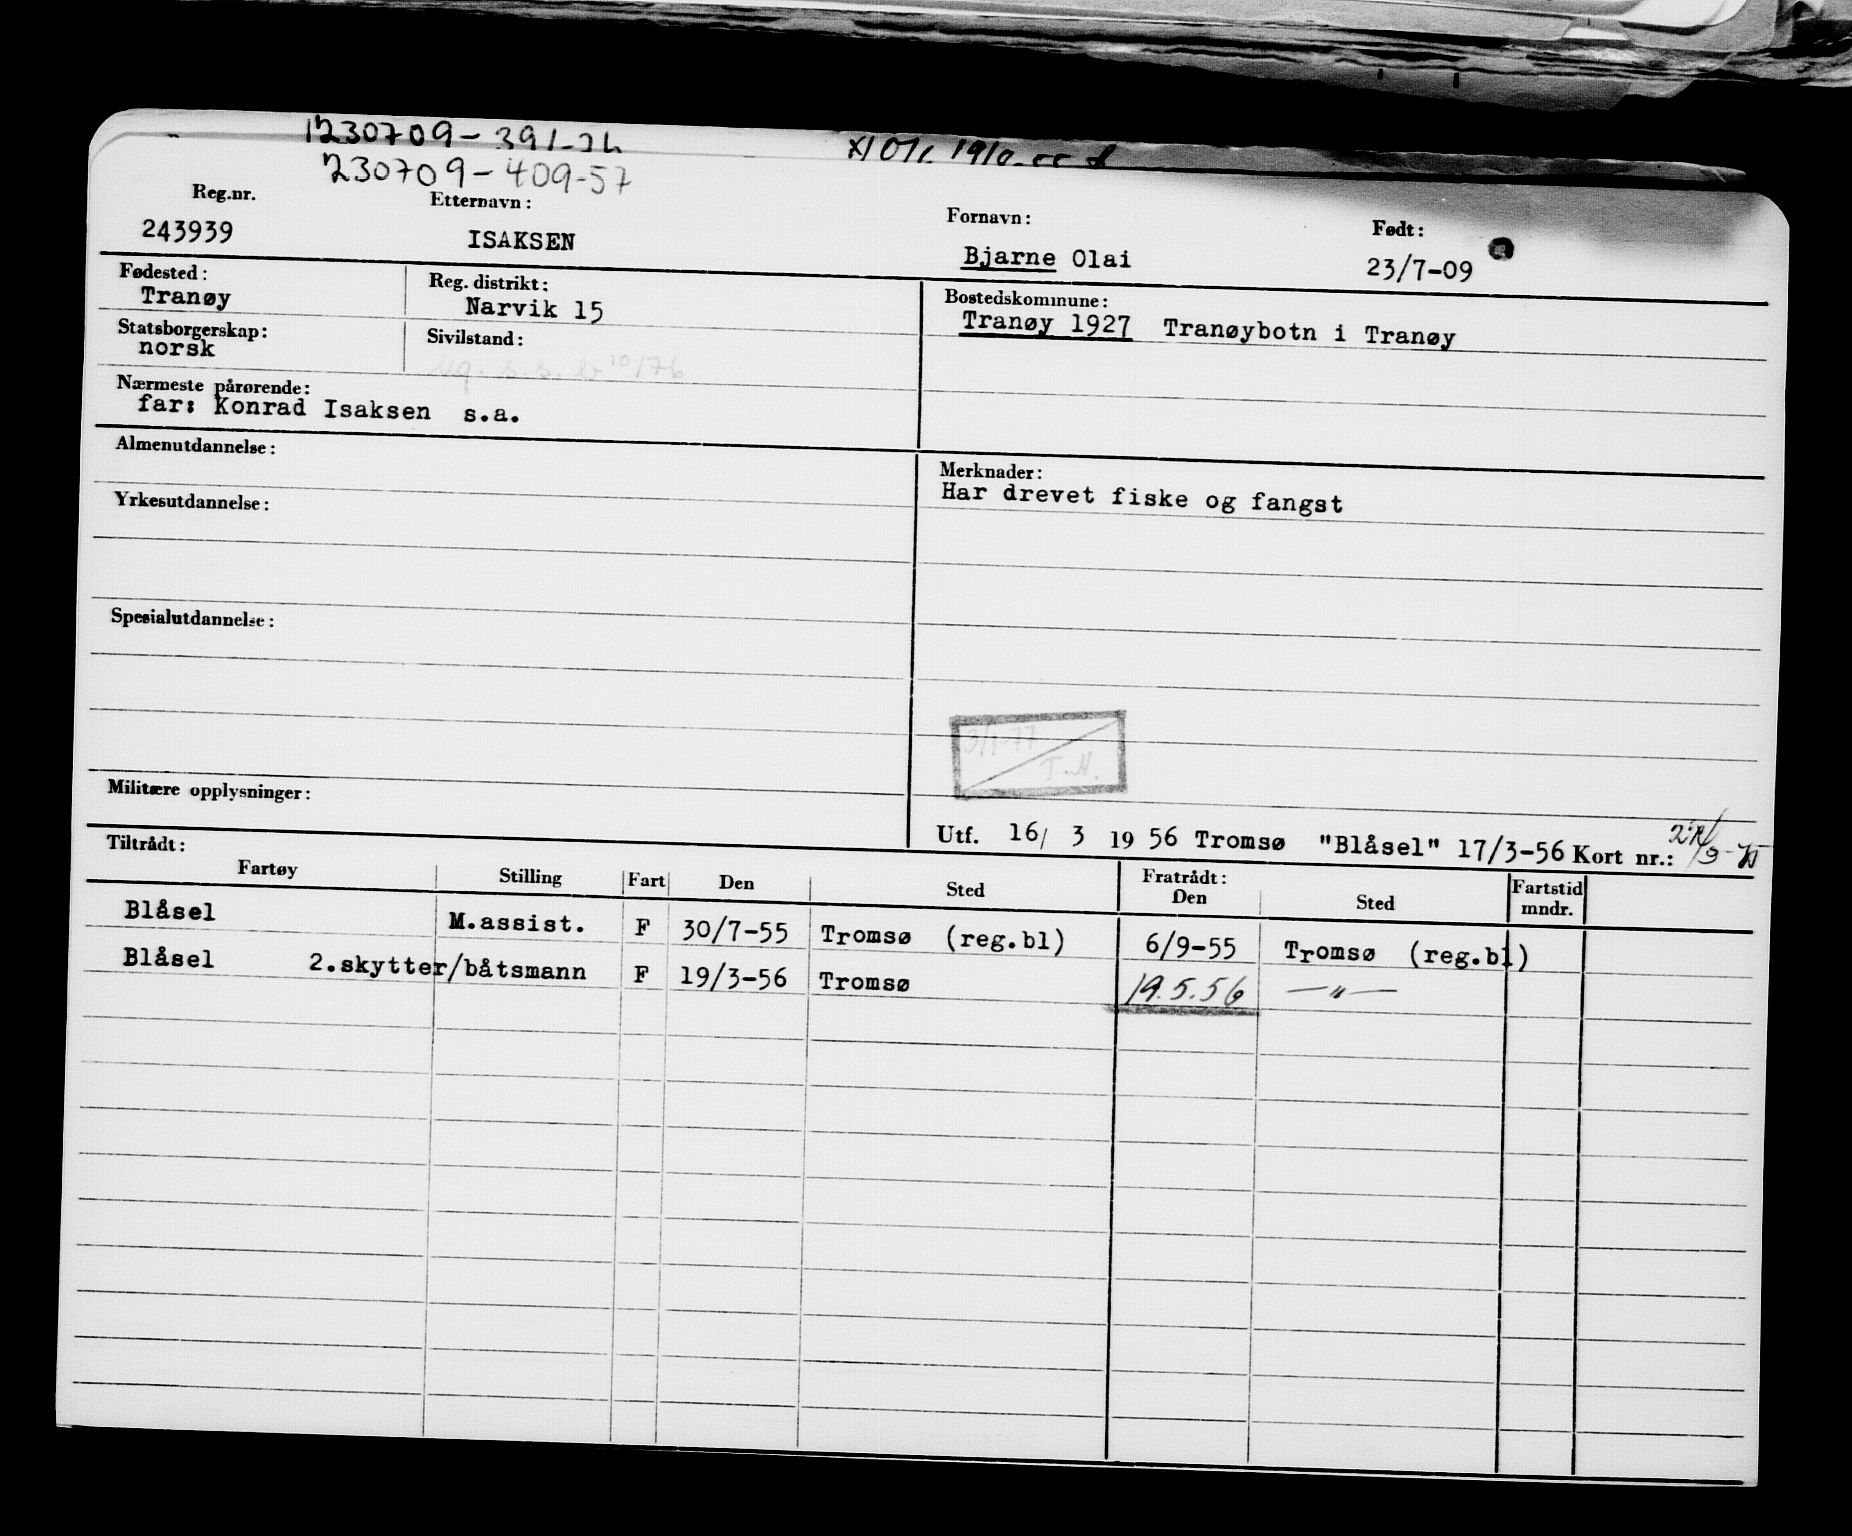 230709-409-57
Reg.nr. Etternavn: Fornavn: Født:
243939 ISAKSEN Bjarne Olai 23/7-09
Fødested: Reg. distrikt: Bostedskommune:
Tranøy Narvik 15 Tranøy 1927 Tranøybotn i Tranøy
Statsborgerskap: Sivilstand:
norsk
Nærmeste pårørende:
far: Konrad Isaksen s.a.
Almenutdannelse: Merknader:
Har drevet fiske og fangst
Yrkesutdannelse:
Spesialutdannelse:
3/1-77
T.N.
Militære opplysninger:
Utf. 16/ 3 19 56 Tromsø "Blåsel" 17/3-56 Kort nr.:
Tiltrådt: Fratrådt:
Fartøy Stilling Fart Den Sted Den Sted Fartstid mndr.
Blåsel M.assist. F 30/7-55 Tromsø (reg.bl) 6/9-55 Tromsø (reg.bl)
Blåsel 2.skytter/båtsmann F 19/3-56 Tromsø 19.5.56 —"—